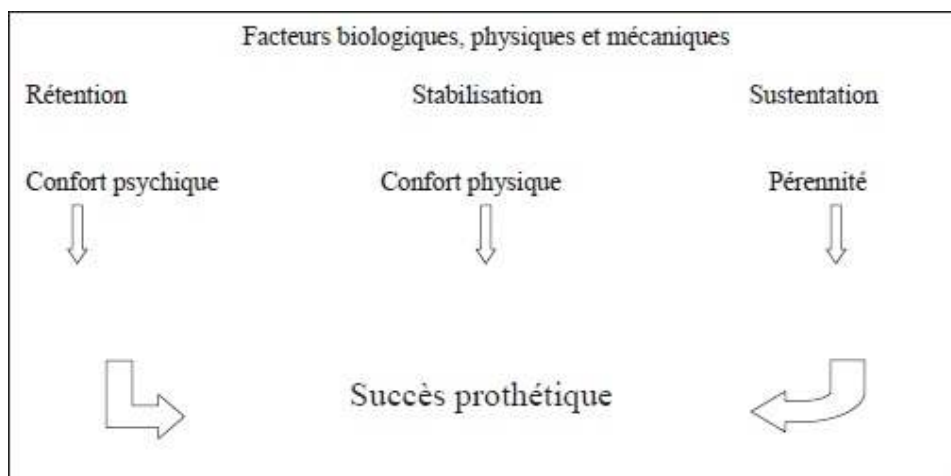 Facteurs biologiques, physiques et mécaniques
Rétention Stabilisation Sustentation
Confort psychique Confort physique Pérennité
Succès prothétique